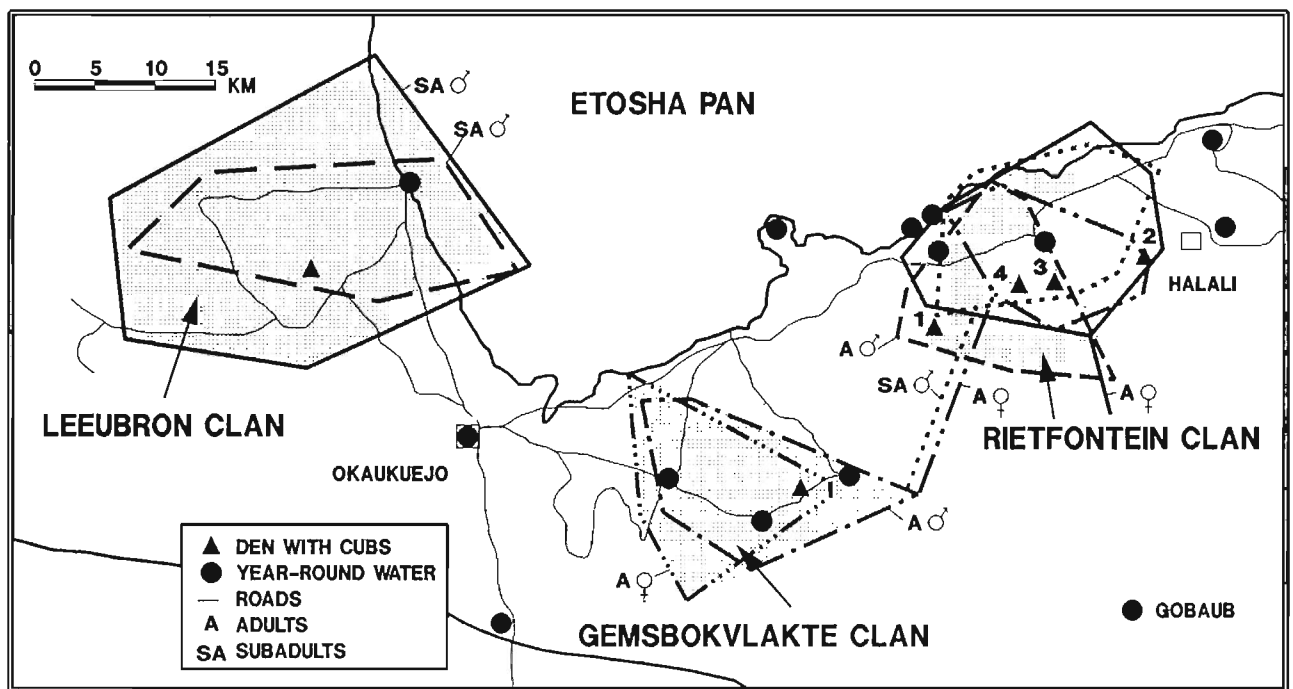 0 5 10 15
KM
SA ♂
SA ♂
ETOSHA PAN
2
4 3
HALALI
1
A ♂
SA ♂
A ♀
A ♀
LEEUBRON CLAN
RIETFONTEIN CLAN
OKAUKUEJO
A ♂
A ♀
DEN WITH CUBS
YEAR-ROUND WATER
ROADS
A ADULTS
SA SUBADULTS
GOBAUB
GEMSBOKVLAKTE CLAN